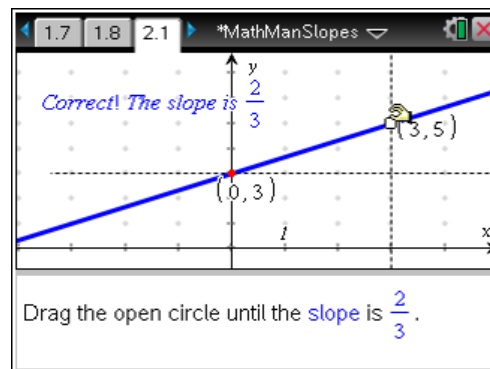 1.7 1.8 2.1 *MathManSlopes
y
Correct! The slope is 2/3
(3,5)
(0,3)
1 x
Drag the open circle until the slope is 2/3.